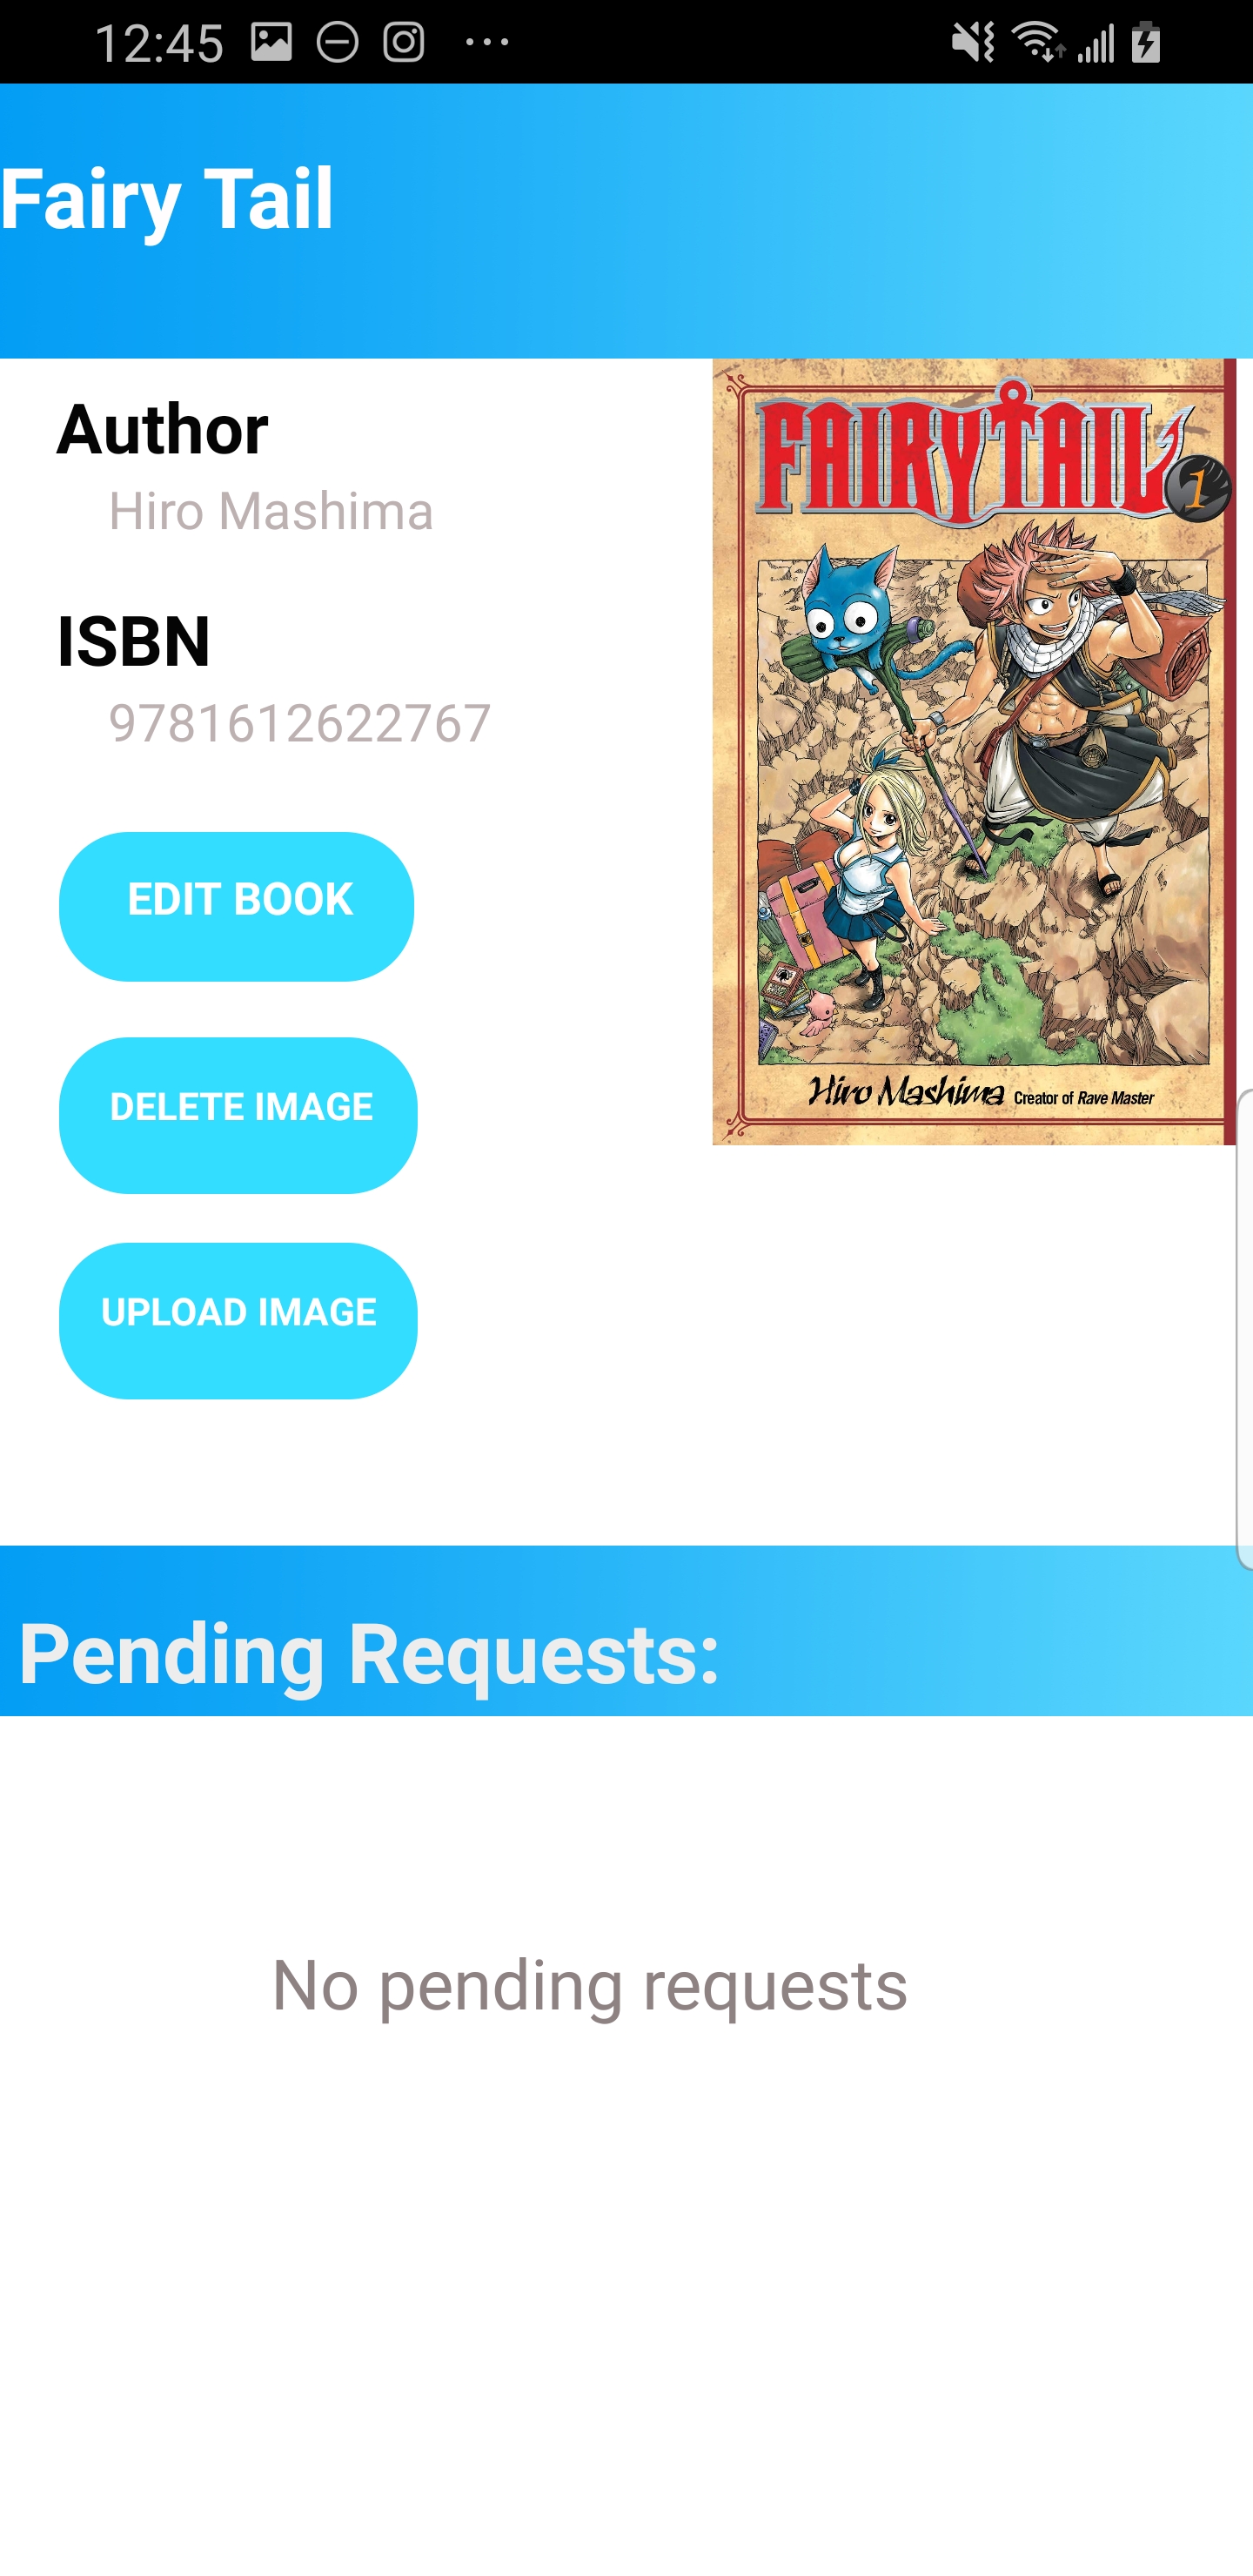 12:45
Fairy Tail
Author
Hiro Mashima
ISBN
9781612622767
EDIT BOOK
DELETE IMAGE
UPLOAD IMAGE
FAIRY TAIL
1
Hiro Mashima Creator of Rave Master
Pending Requests:
No pending requests